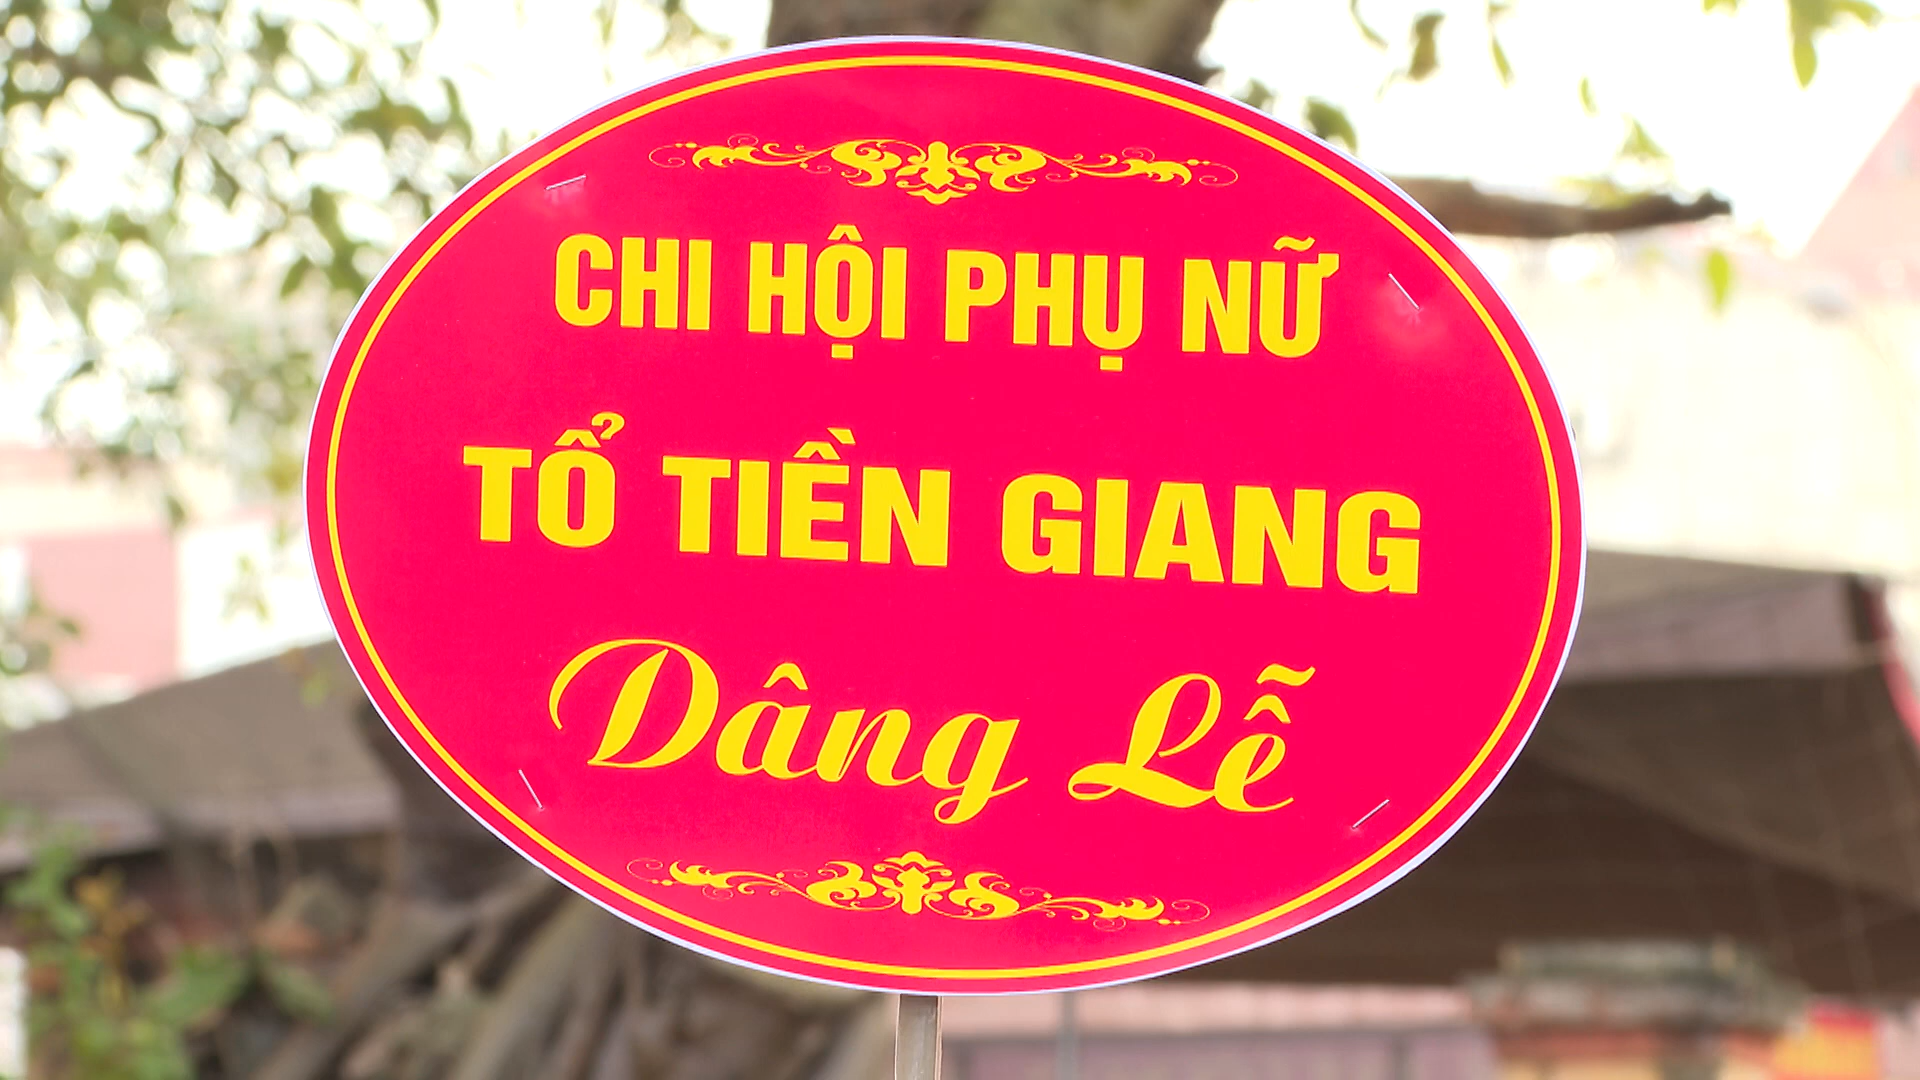 CHI HỘI PHỤ NỮ
TỔ TIỀN GIANG
Dâng Lễ